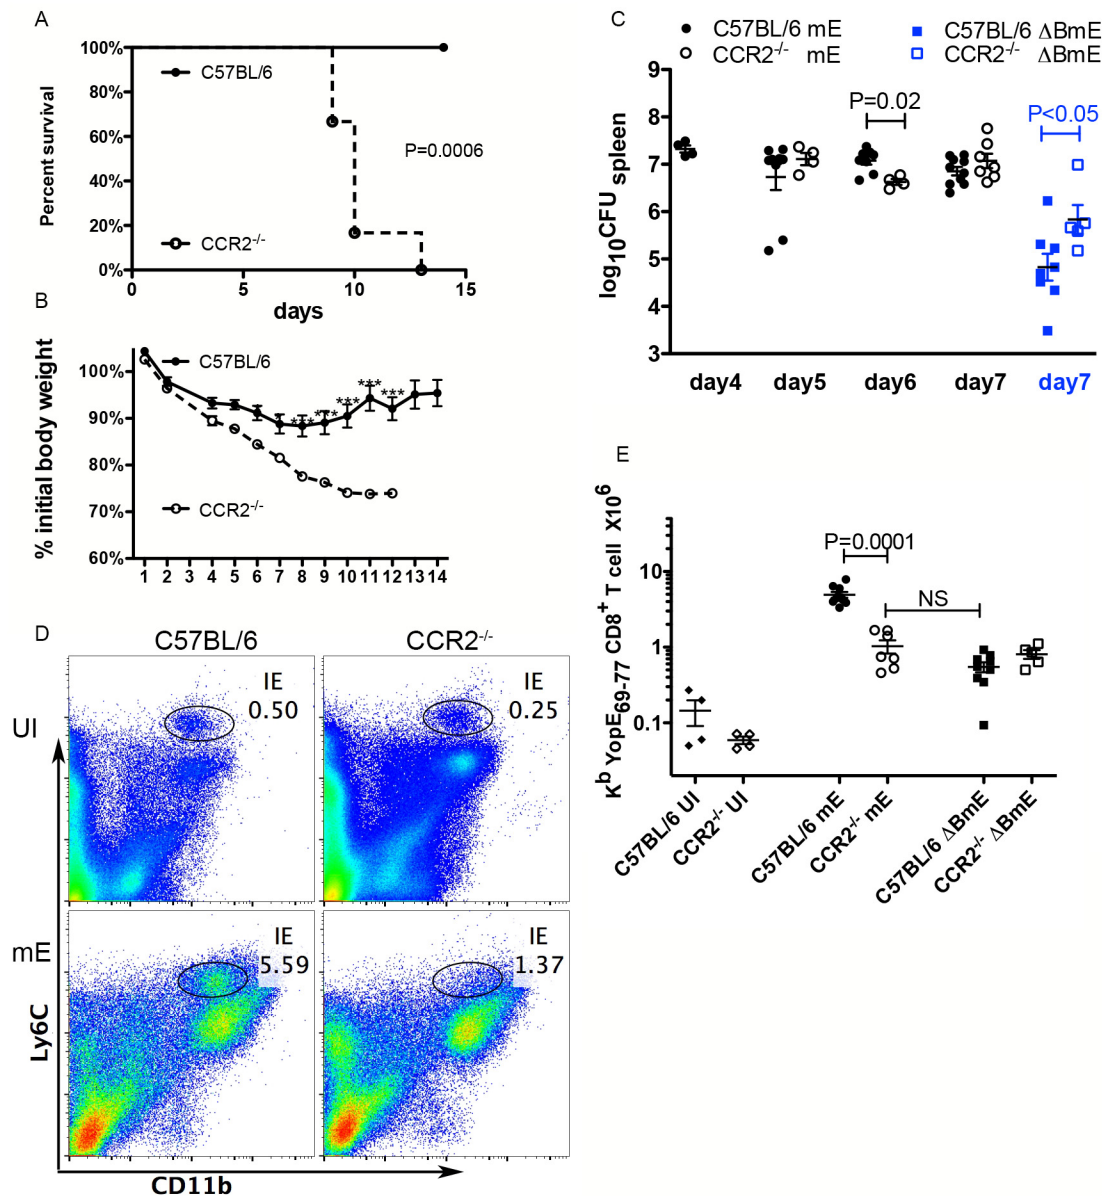 A
Percent survival
100%
80%
60%
40%
20%
0%
C57BL/6
P=0.0006
CCR2-/-
0 5 10 15
days
B
% initial body weight
100%
90%
80%
70%
60%
C57BL/6
*** *** *** *** ***
CCR2-/-
1 2 3 4 5 6 7 8 9 10 11 12 13 14
C
C57BL/6 mE
CCR2-/- mE
C57BL/6 ΔBmE
CCR2-/- ΔBmE
log10CFU spleen
9
8
7
6
5
4
3
P=0.02
P<0.05
day4 day5 day6 day7 day7
D
C57BL/6 CCR2-/-
UI
IE
0.50
IE
0.25
mE
IE
5.59
IE
1.37
Ly6C
CD11b
E
Kb YopE69-77 CD8+ T cell X106
10
1
0.1
P=0.0001
NS
C57BL/6 UI
CCR2-/- UI
C57BL/6 mE
CCR2-/- mE
C57BL/6 ΔBmE
CCR2-/- ΔBmE